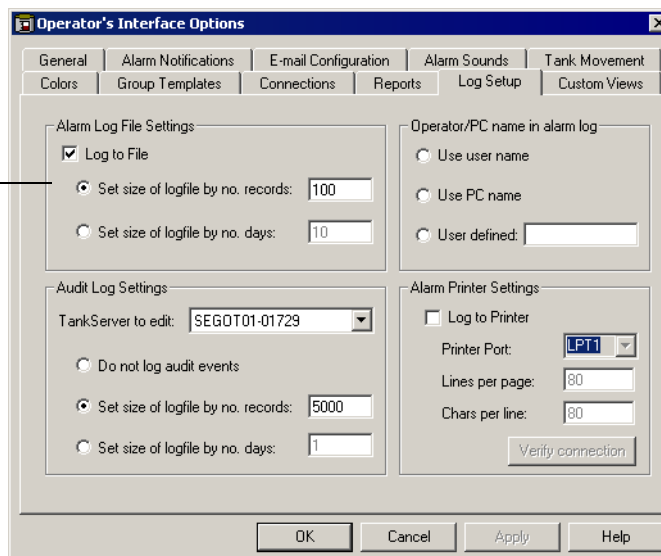 Operator's Interface Options
General Alarm Notifications E-mail Configuration Alarm Sounds Tank Movement
Colors Group Templates Connections Reports Log Setup Custom Views
Alarm Log File Settings
Log to File
Set size of logfile by no. records: 100
Set size of logfile by no. days: 10
Operator/PC name in alarm log
Use user name
Use PC name
User defined:
Audit Log Settings
TankServer to edit: SEGOT01-01729
Do not log audit events
Set size of logfile by no. records: 5000
Set size of logfile by no. days: 1
Alarm Printer Settings
Log to Printer
Printer Port: LPT1
Lines per page: 80
Chars per line: 80
Verify connection
OK Cancel Apply Help